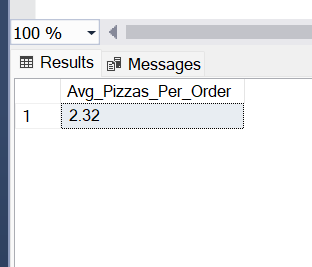 100 %
Results Messages
Avg_Pizzas_Per_Order
1 2.32